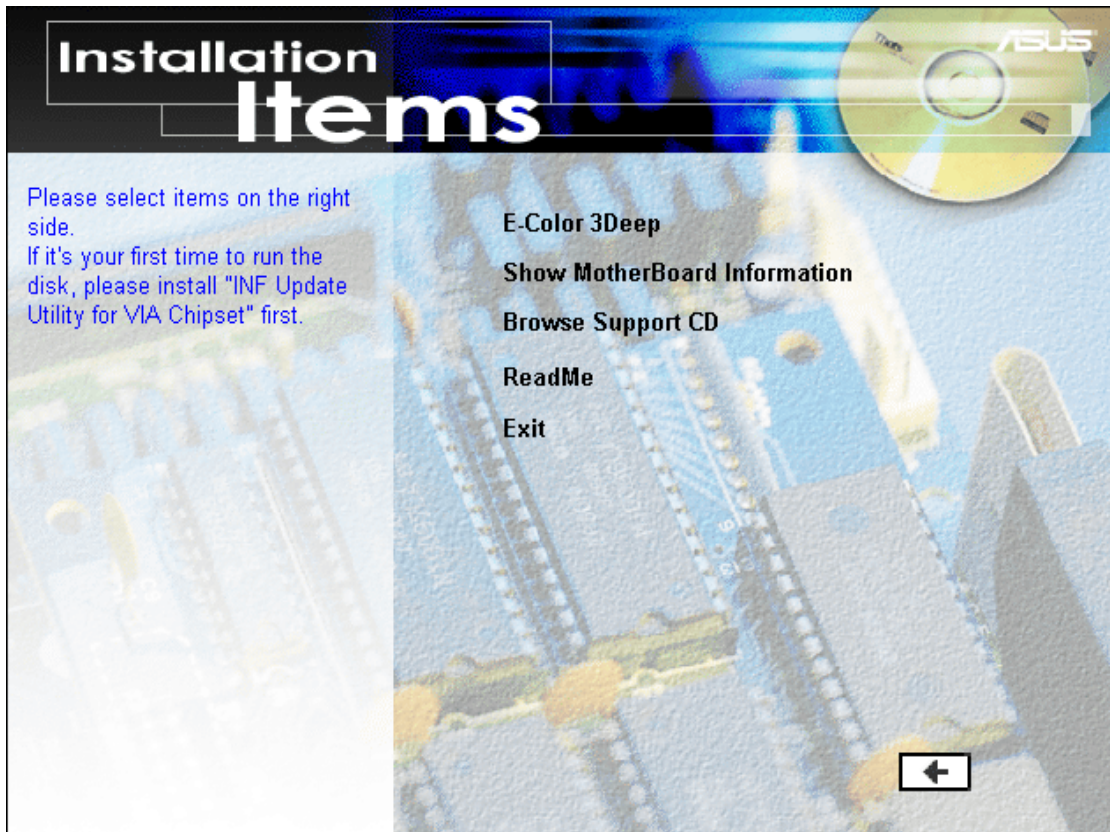 Installation
Items
ASUS
Please select items on the right
side.
If it's your first time to run the
disk, please install "INF Update
Utility for VIA Chipset" first.
E-Color 3Deep
Show MotherBoard Information
Browse Support CD
ReadMe
Exit